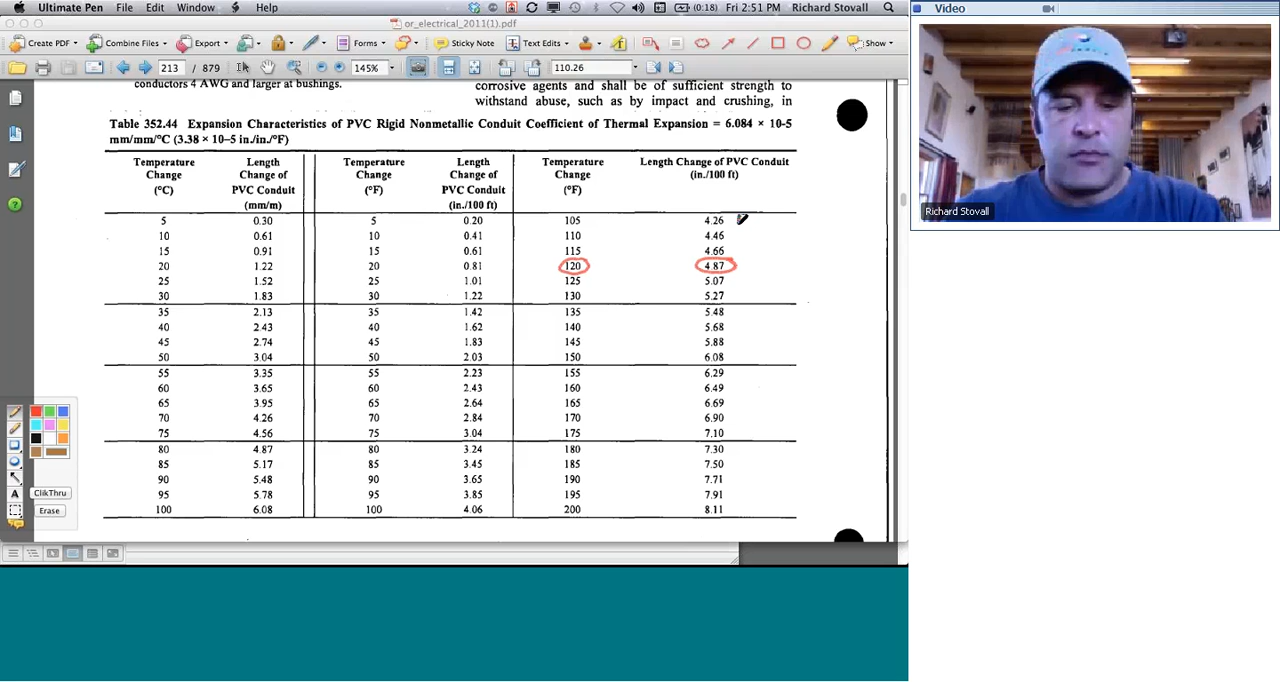 Ultimate Pen File Edit Window Help (0:18) Fri 2:51 PM Richard Stovall
or_electrical_2011(1).pdf
Create PDF Combine Files Export Forms Sticky Note Text Edits Show
213 / 879 145% 110.26
conductors 4 AWG and larger at bushings.
corrosive agents and shall be of sufficient strength to
withstand abuse, such as by impact and crushing, in
Table 352.44 Expansion Characteristics of PVC Rigid Nonmetallic Conduit Coefficient of Thermal Expansion = 6.084 × 10-5
mm/mm/°C (3.38 × 10–5 in./in./°F)
Temperature Length Temperature Length Temperature Length Change of PVC Conduit
Change Change of Change Change of Change (in./100 ft)
(°C) PVC Conduit (°F) PVC Conduit (°F)
(mm/m) (in./100 ft)
5 0.30 5 0.20 105 4.26
10 0.61 10 0.41 110 4.46
15 0.91 15 0.61 115 4.66
20 1.22 20 0.81 120 4.87
25 1.52 25 1.01 125 5.07
30 1.83 30 1.22 130 5.27
35 2.13 35 1.42 135 5.48
40 2.43 40 1.62 140 5.68
45 2.74 45 1.83 145 5.88
50 3.04 50 2.03 150 6.08
55 3.35 55 2.23 155 6.29
60 3.65 60 2.43 160 6.49
65 3.95 65 2.64 165 6.69
70 4.26 70 2.84 170 6.90
75 4.56 75 3.04 175 7.10
80 4.87 80 3.24 180 7.30
85 5.17 85 3.45 185 7.50
90 5.48 90 3.65 190 7.71
95 5.78 95 3.85 195 7.91
100 6.08 100 4.06 200 8.11
ClikThru
A
Erase
Video
Richard Stovall